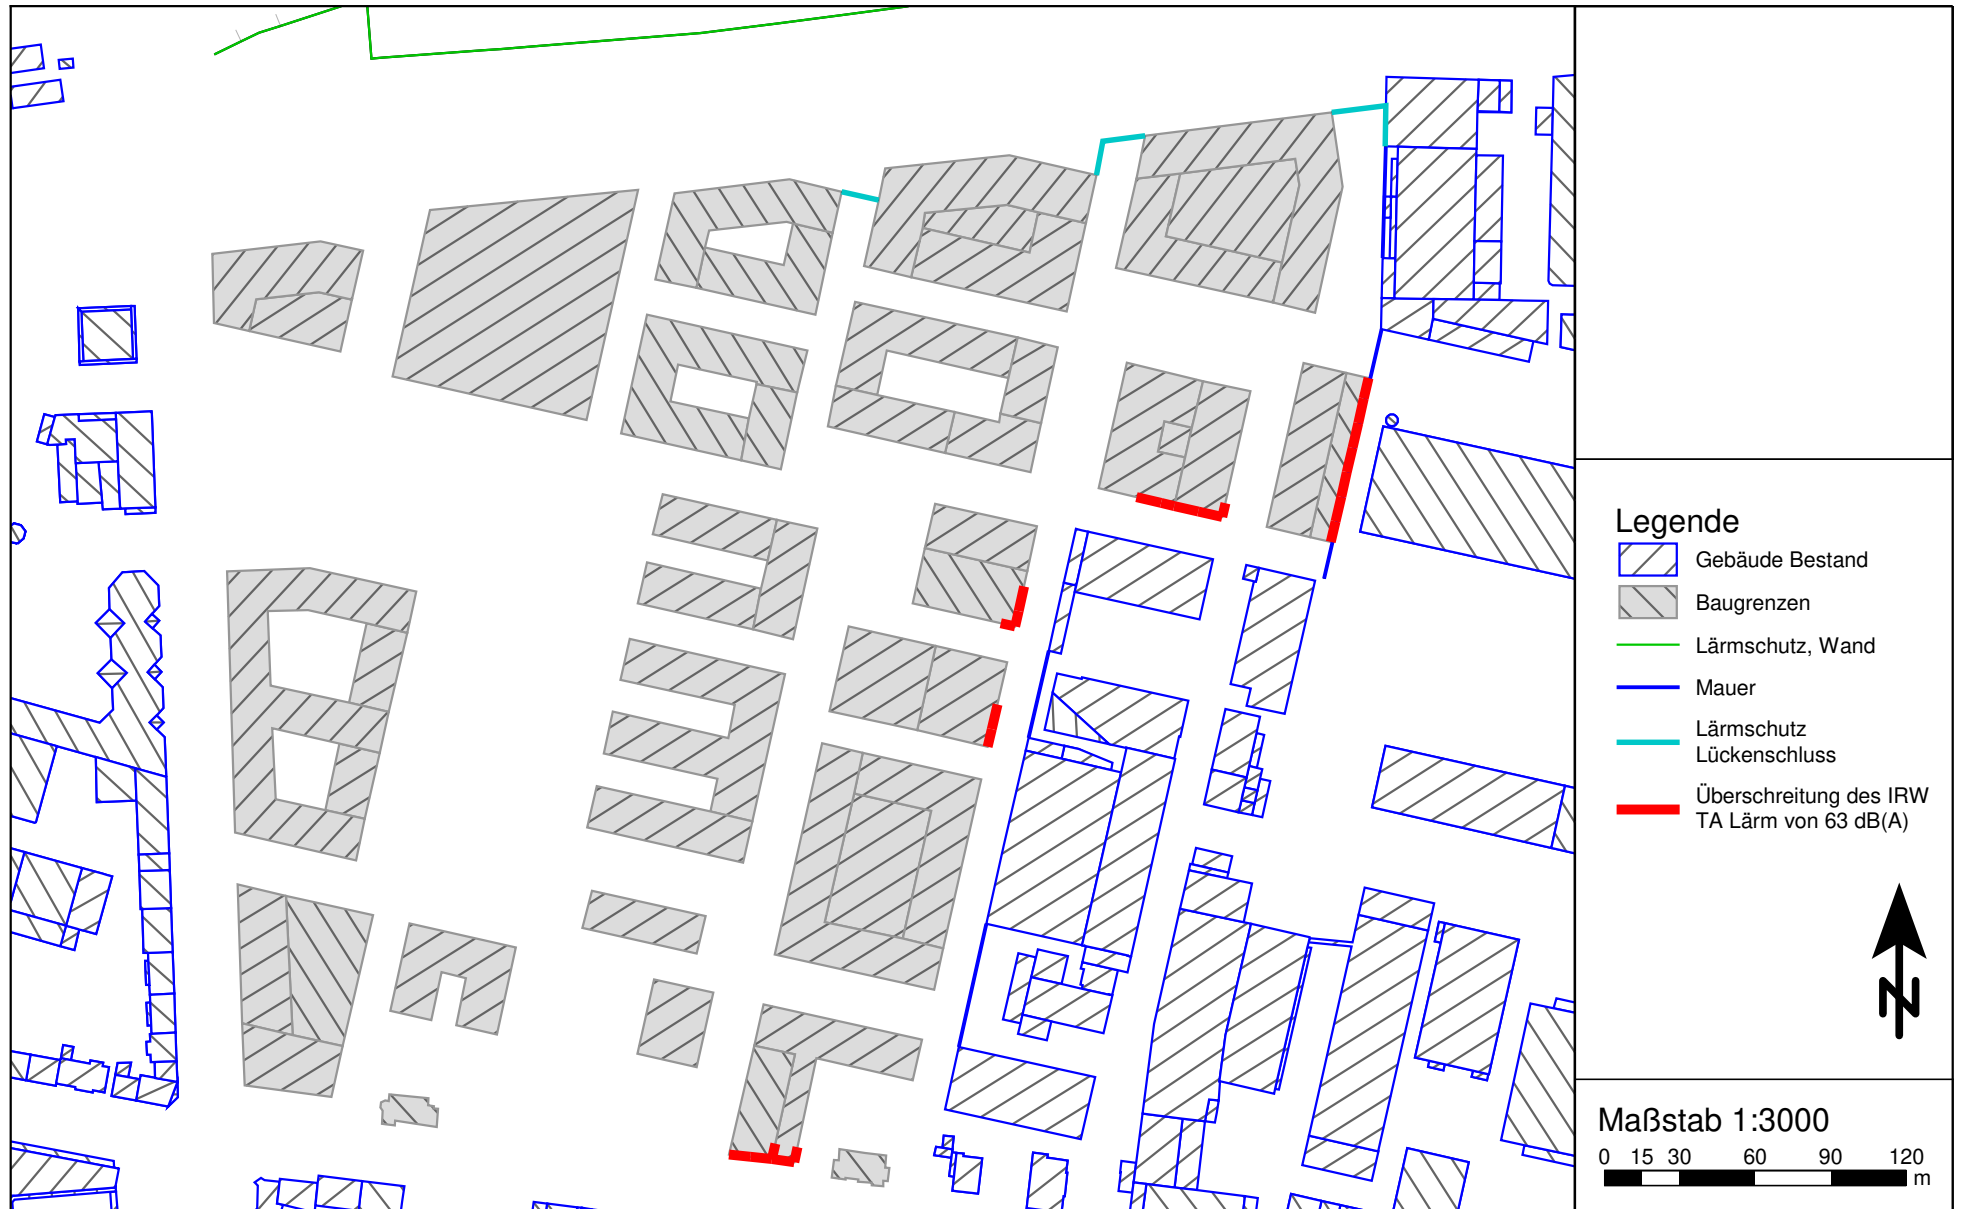 Legende
Gebäude Bestand
Baugrenzen
Lärmschutz, Wand
Mauer
Lärmschutz
Lückenschluss
Überschreitung des IRW
TA Lärm von 63 dB(A)
N
Maßstab 1:3000
0 15 30 60 90 120
m